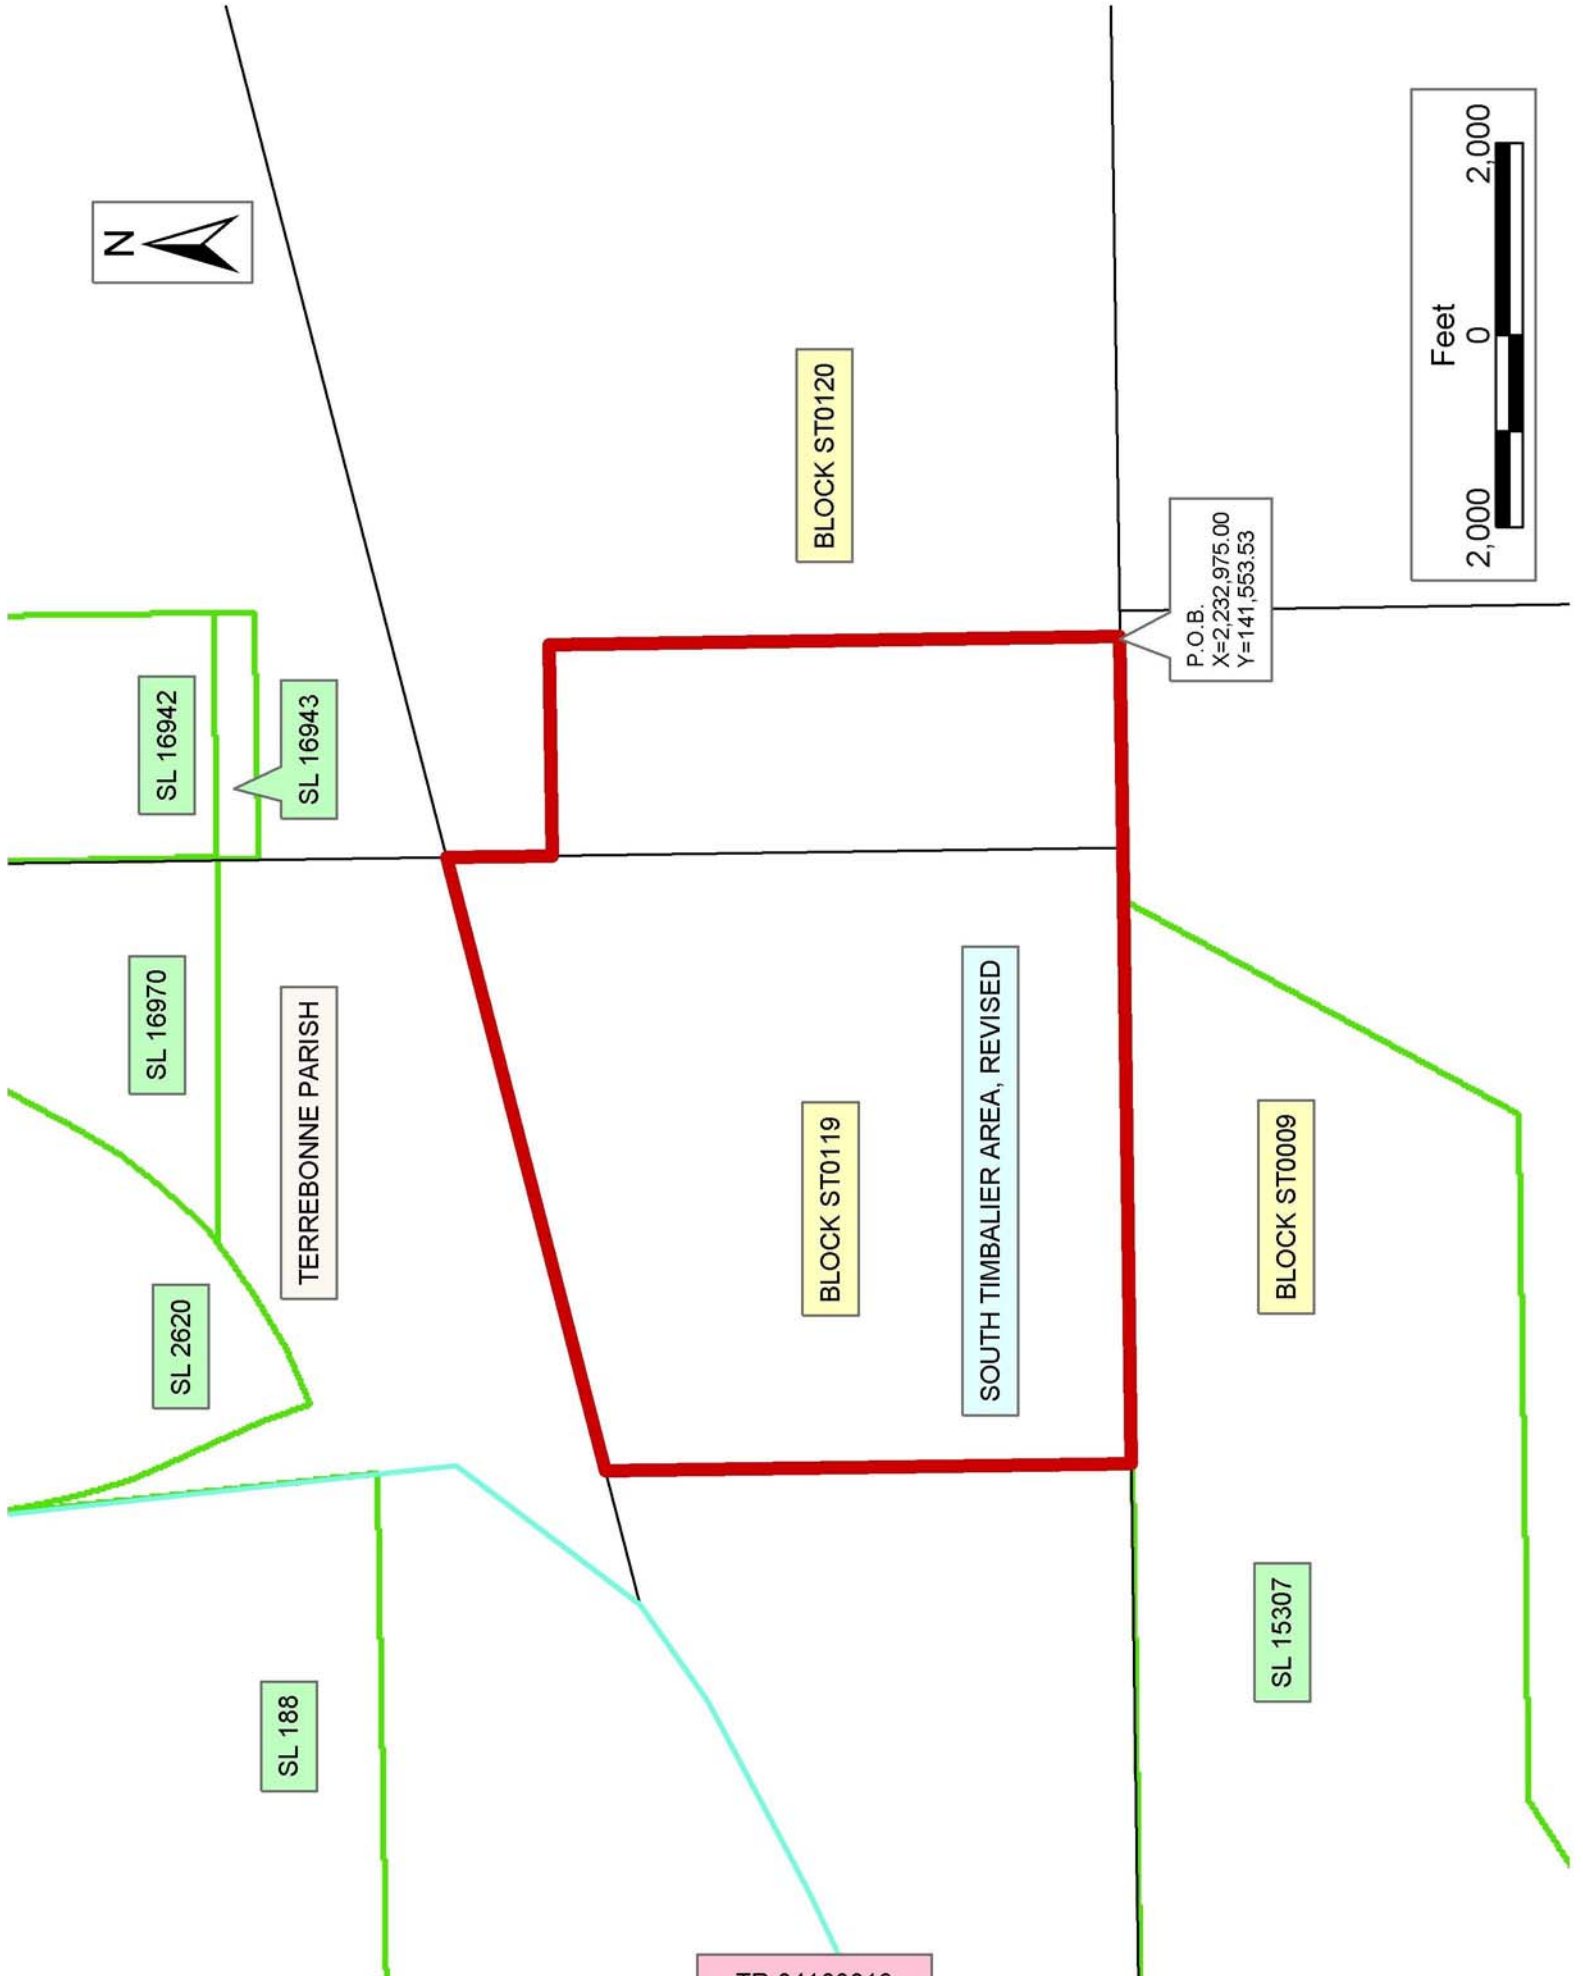 N
SL 16942
SL 16943
SL 16970
TERREBONNE PARISH
SL 2620
SL 188
BLOCK ST0120
BLOCK ST0119
SOUTH TIMBALIER AREA, REVISED
P.O.B.
X=2,232,975.00
Y=141,553.53
BLOCK ST0009
SL 15307
Feet
2,000 0 2,000